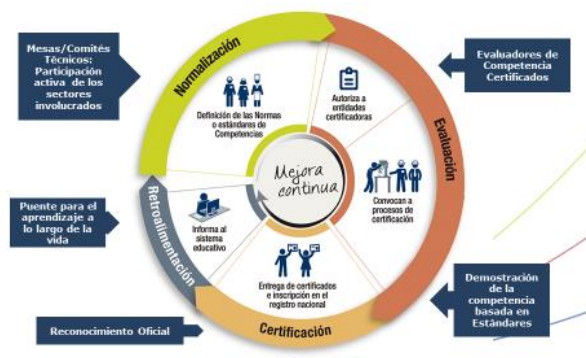 Mesas/Comités
Técnicos:
Participación
activa de los
sectores
involucrados
Normalización
Definición de las Normas
o estándares de
Competencias
Autoriza a
entidades
certificadoras
Evaluadores de
Competencia
Certificados
Evaluación
Mejora
continua
Convocan a
procesos de
certificación
Puente para el
aprendizaje a lo
largo de la
vida
Retroalimentación
Informa al
sistema
educativo
Entrega de certificados
e inscripción en el
registro nacional
Demostración
de la
competencia
basada en
Estándares
Reconocimiento Oficial
Certificación